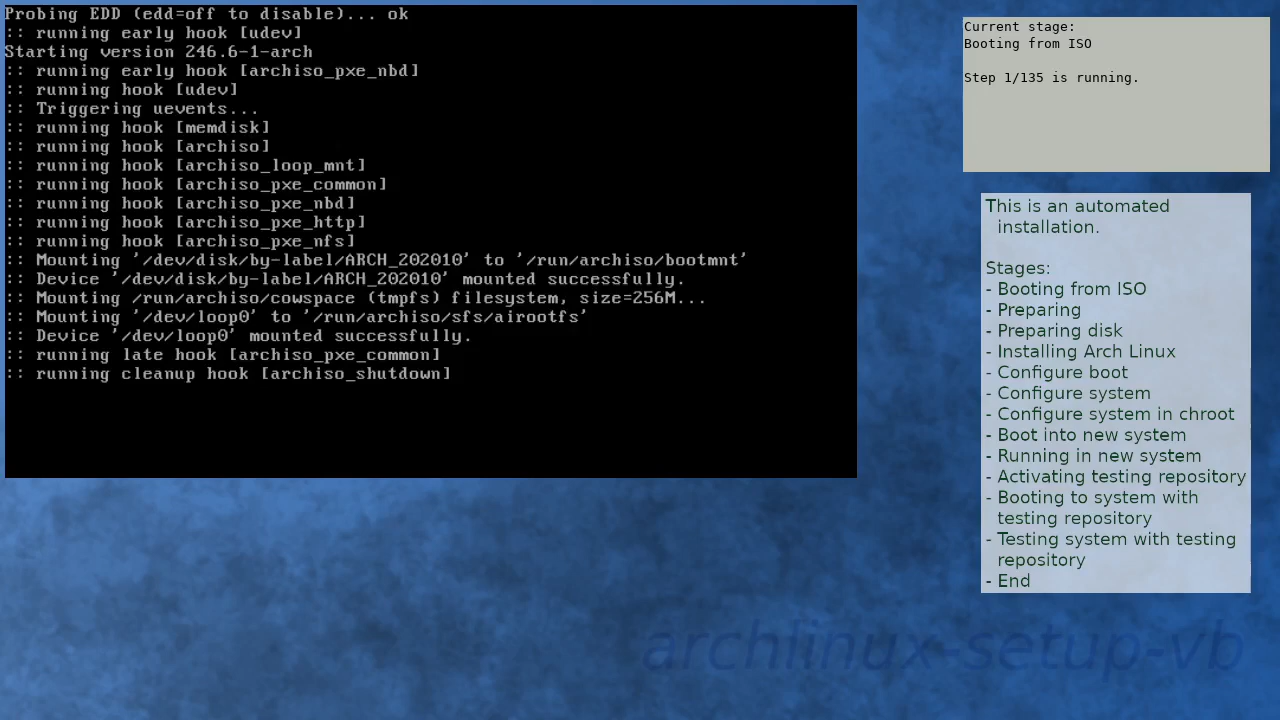 Probing EDD (edd=off to disable)... ok
:: running early hook [udev]
Starting version 246.6-1-arch
:: running early hook [archiso_pxe_nbd]
:: running hook [udev]
:: Triggering uevents...
:: running hook [memdisk]
:: running hook [archiso]
:: running hook [archiso_loop_mnt]
:: running hook [archiso_pxe_common]
:: running hook [archiso_pxe_nbd]
:: running hook [archiso_pxe_http]
:: running hook [archiso_pxe_nfs]
:: Mounting '/dev/disk/by-label/ARCH_202010' to '/run/archiso/bootmnt'
:: Device '/dev/disk/by-label/ARCH_202010' mounted successfully.
:: Mounting /run/archiso/cowspace (tmpfs) filesystem, size=256M...
:: Mounting '/dev/loop0' to '/run/archiso/sfs/airootfs'
:: Device '/dev/loop0' mounted successfully.
:: running late hook [archiso_pxe_common]
:: running cleanup hook [archiso_shutdown]
Current stage:
Booting from ISO
Step 1/135 is running.
This is an automated
installation.
Stages:
- Booting from ISO
- Preparing
- Preparing disk
- Installing Arch Linux
- Configure boot
- Configure system
- Configure system in chroot
- Boot into new system
- Running in new system
- Activating testing repository
- Booting to system with
testing repository
- Testing system with testing
repository
- End
archlinux-setup-vb